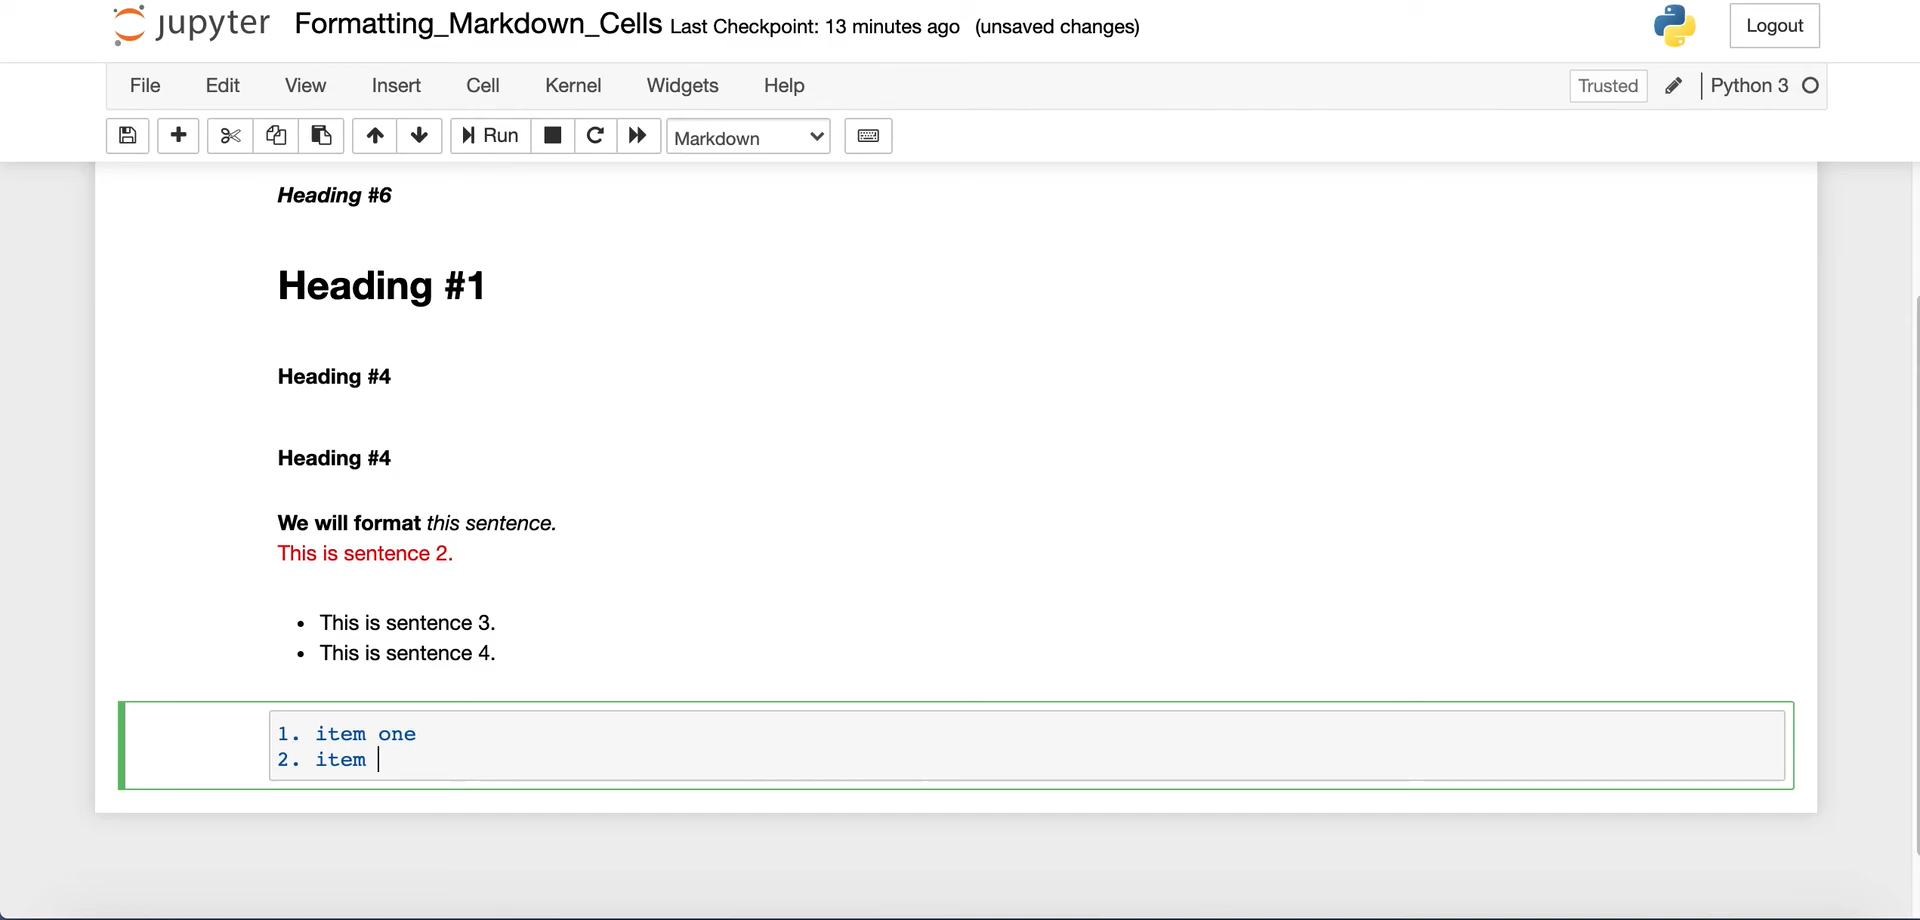 jupyter Formatting_Markdown_Cells Last Checkpoint: 13 minutes ago (unsaved changes)
Logout
File Edit View Insert Cell Kernel Widgets Help
Trusted Python 3
Run Markdown
Heading #6
Heading #1
Heading #4
Heading #4
We will format this sentence.
This is sentence 2.
• This is sentence 3.
• This is sentence 4.
1. item one
2. item